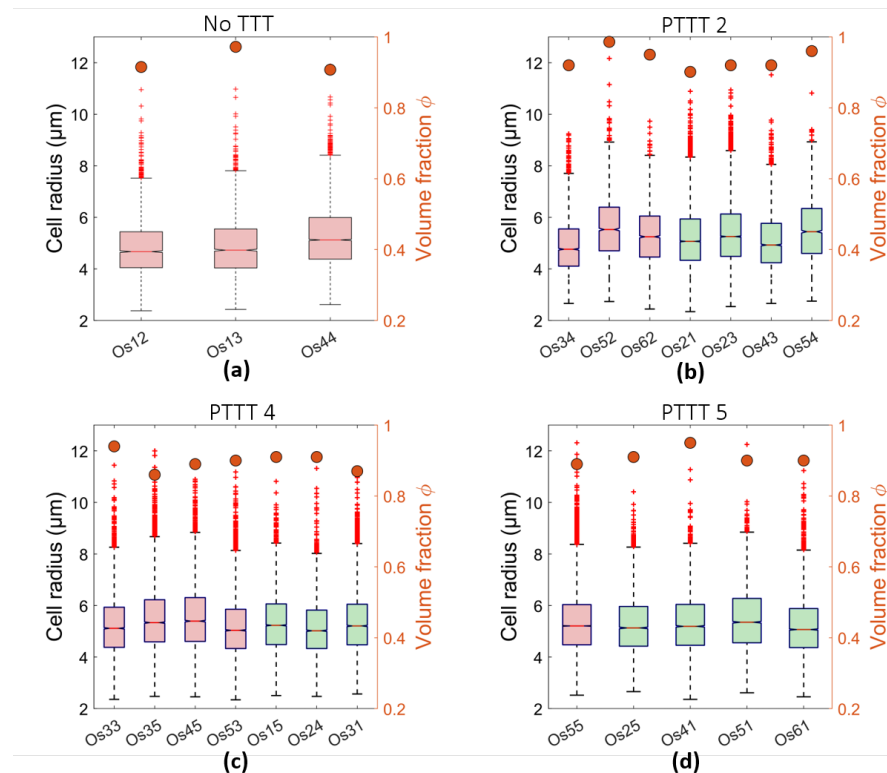 No TTT
12
10
8
6
4
2
Cell radius (µm)
1
0.8
0.6
0.4
0.2
Volume fraction ϕ
Os12
Os13
Os44
(a)
PTTT 2
12
10
8
6
4
2
Cell radius (µm)
1
0.8
0.6
0.4
0.2
Volume fraction ϕ
Os34
Os52
Os62
Os21
Os23
Os43
Os54
(b)
PTTT 4
12
10
8
6
4
2
Cell radius (µm)
1
0.8
0.6
0.4
0.2
Volume fraction ϕ
Os33
Os35
Os45
Os53
Os15
Os24
Os31
(c)
PTTT 5
12
10
8
6
4
2
Cell radius (µm)
1
0.8
0.6
0.4
0.2
Volume fraction ϕ
Os55
Os25
Os41
Os51
Os61
(d)